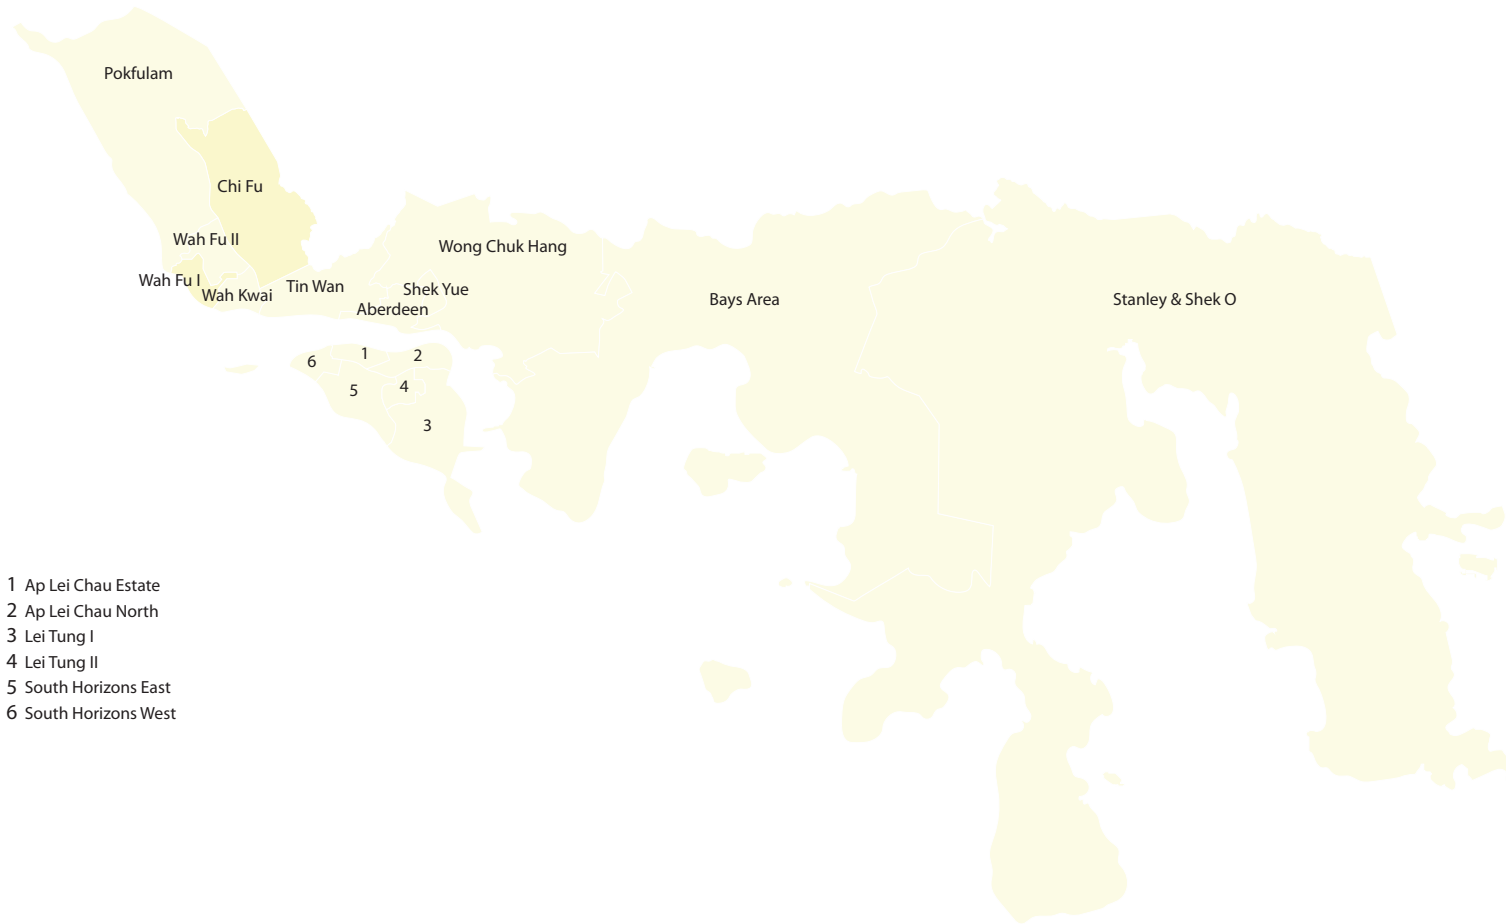 Pokfulam
Chi Fu
Wah Fu II
Wong Chuk Hang
Wah Fu I
Wah Kwai
Tin Wan
Shek Yue
Aberdeen
Bays Area
Stanley & Shek O
1
2
6
5
4
3
1 Ap Lei Chau Estate
2 Ap Lei Chau North
3 Lei Tung I
4 Lei Tung II
5 South Horizons East
6 South Horizons West